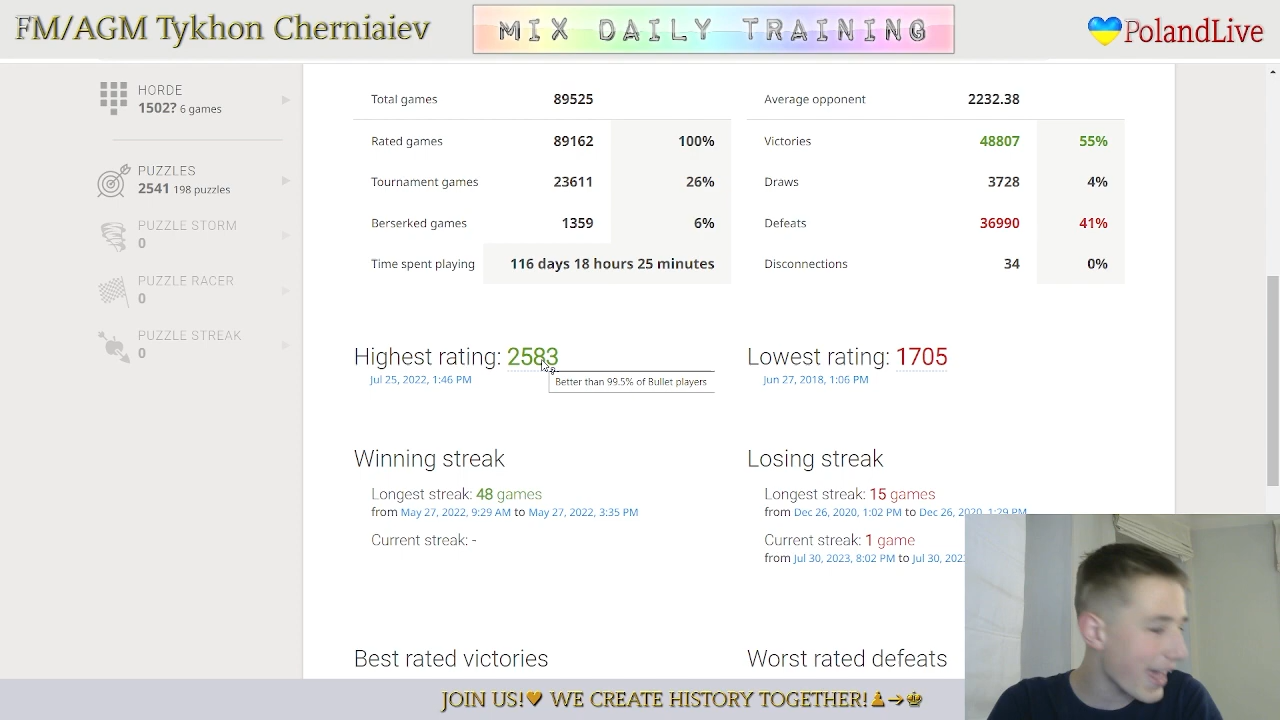 FM/AGM Tykhon Cherniaiev
MIX DAILY TRAINING
PolandLive
HORDE
1502? 6 games
PUZZLES
2541 198 puzzles
PUZZLE STORM
0
PUZZLE RACER
0
PUZZLE STREAK
0
Total games 89525
Rated games 89162 100%
Tournament games 23611 26%
Berserked games 1359 6%
Time spent playing 116 days 18 hours 25 minutes
Average opponent 2232.38
Victories 48807 55%
Draws 3728 4%
Defeats 36990 41%
Disconnections 34 0%
Highest rating: 2583
Jul 25, 2022, 1:46 PM
Better than 99.5% of Bullet players
Lowest rating: 1705
Jun 27, 2018, 1:06 PM
Winning streak
Longest streak: 48 games
from May 27, 2022, 9:29 AM to May 27, 2022, 3:35 PM
Current streak: -
Losing streak
Longest streak: 15 games
from Dec 26, 2020, 1:02 PM to Dec 26, 2020, 1:29 PM
Current streak: 1 game
from Jul 30, 2023, 8:02 PM to Jul 30,
Best rated victories
Worst rated defeats
JOIN US!🧡 WE CREATE HISTORY TOGETHER!♟➔♚